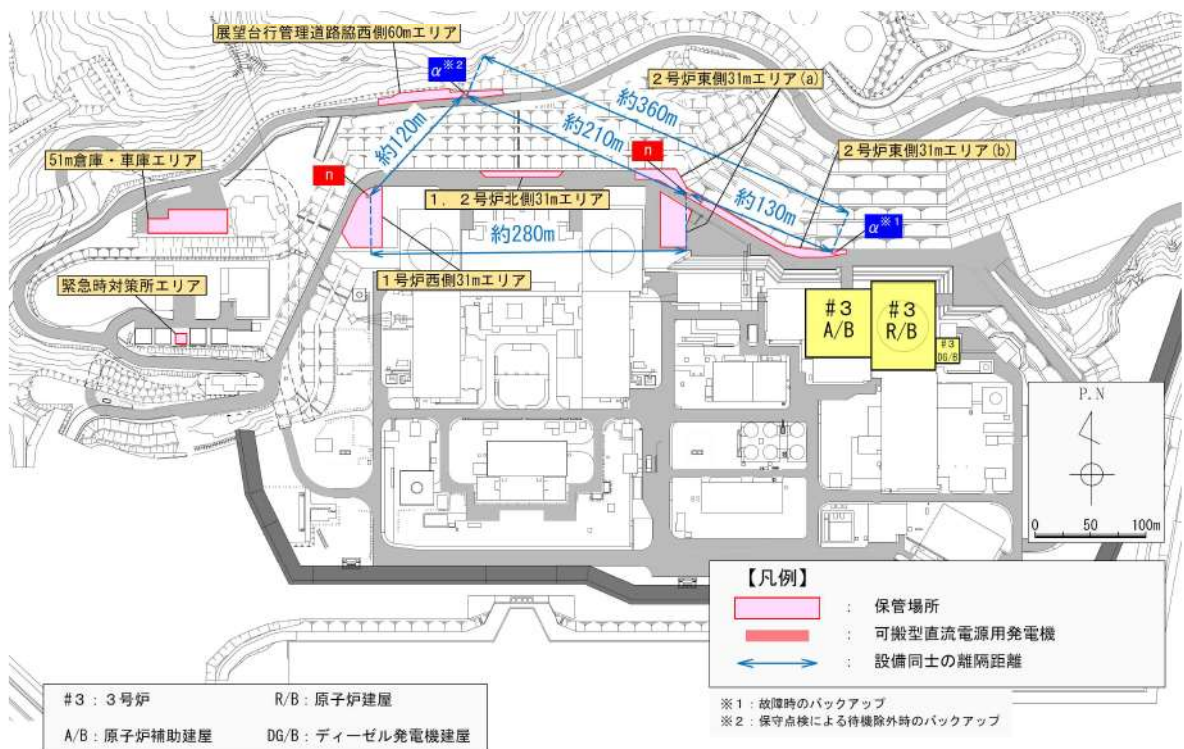 展望台行管理道路脇西側60mエリア
α※2
2号炉東側31mエリア(a)
約360m
約210m
約120m
n
2号炉東側31mエリア(b)
51m倉庫・車庫エリア
n
1，2号炉北側31mエリア
約130m
α※1
約280m
1号炉西側31mエリア
緊急時対策所エリア
#3
A/B
#3
R/B
#3
DG/B
P.N
0 50 100m
【凡例】
： 保管場所
： 可搬型直流電源用発電機
： 設備同士の離隔距離
#3：3号炉 R/B：原子炉建屋
A/B：原子炉補助建屋 DG/B：ディーゼル発電機建屋
※1：故障時のバックアップ
※2：保守点検による待機除外時のバックアップ